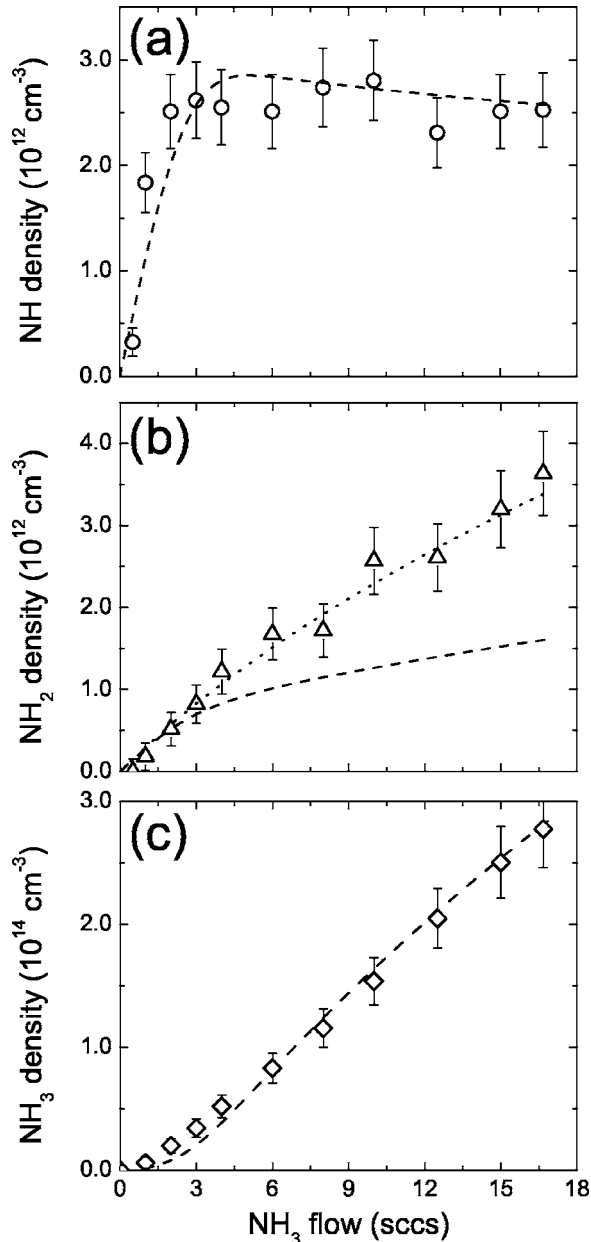 (a)
NH density (10¹² cm⁻³)
3.0
2.0
1.0
0.0
(b)
NH₂ density (10¹² cm⁻³)
4.0
3.0
2.0
1.0
0.0
(c)
NH₃ density (10¹⁴ cm⁻³)
3.0
2.0
1.0
0.0
0 3 6 9 12 15 18
NH₃ flow (sccs)